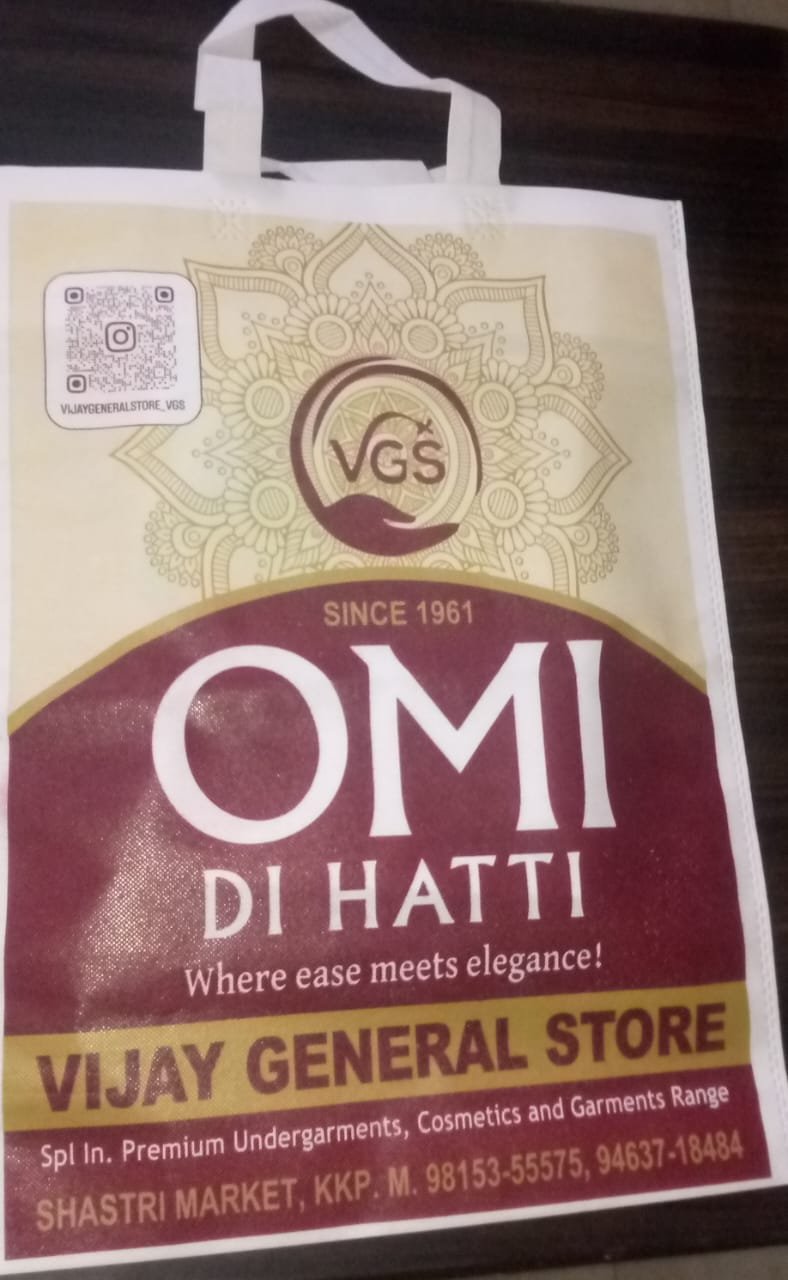 VIJAYGENERALSTORE_VGS
VGS
SINCE 1961
OMI
DI HATTI
Where ease meets elegance!
VIJAY GENERAL STORE
Spl In. Premium Undergarments, Cosmetics and Garments Range
SHASTRI MARKET, KKP. M. 98153-55575, 94637-18484